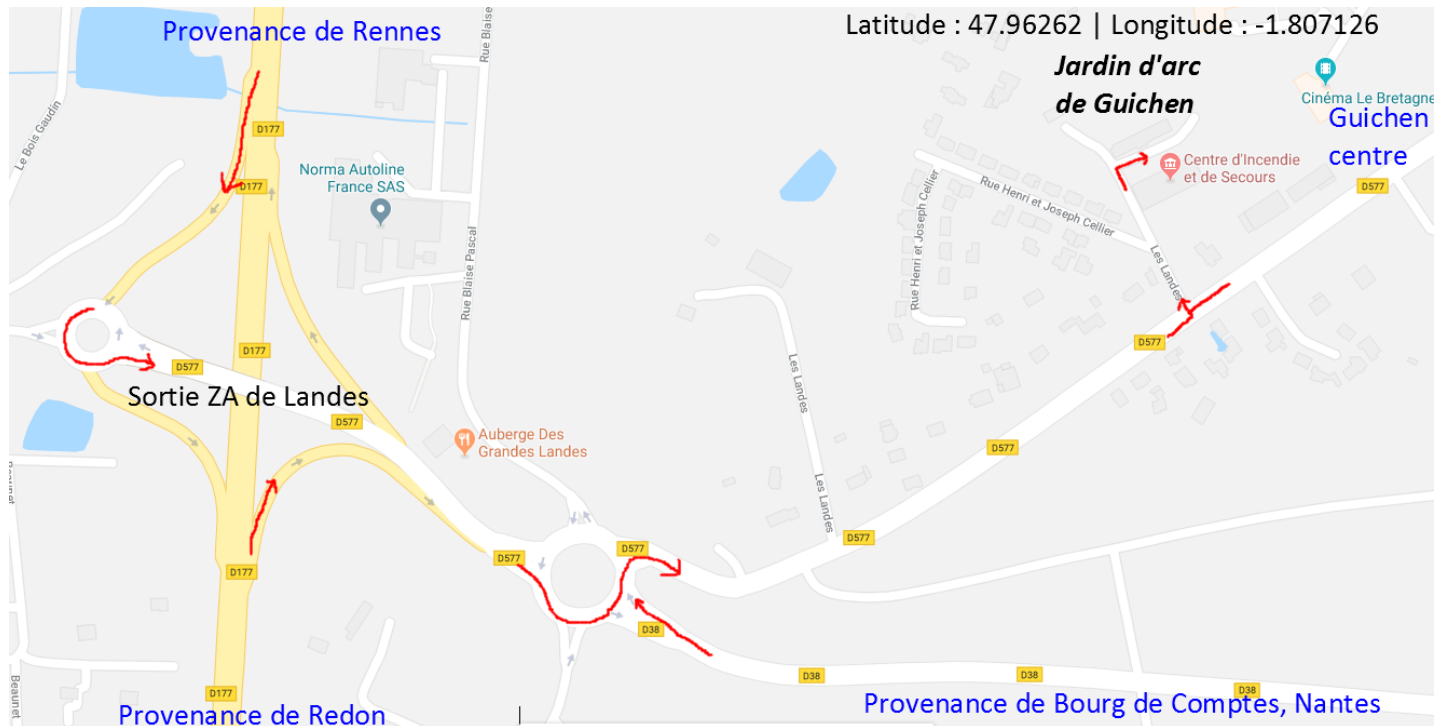 Provenance de Rennes
Latitude : 47.96262 | Longitude : -1.807126
Jardin d'arc
de Guichen
Cinéma Le Bretagne
Guichen
centre
Rue Blaise
Le Bois Gaudin
D177
D177
Norma Autoline
France SAS
Centre d'Incendie
et de Secours
D577
Rue Henri et Joseph Cellier
Rue Henri et Joseph Cellier
Les Landes
Rue Blaise Pascal
D577
D177
D577
Sortie ZA de Landes
D577
Les Landes
Auberge Des
Grandes Landes
D577
Les Landes
D577
D577
D577
D177
D38
D38
D38
D38
Beaunet
Beaunet
D177
Provenance de Redon
Provenance de Bourg de Comptes, Nantes